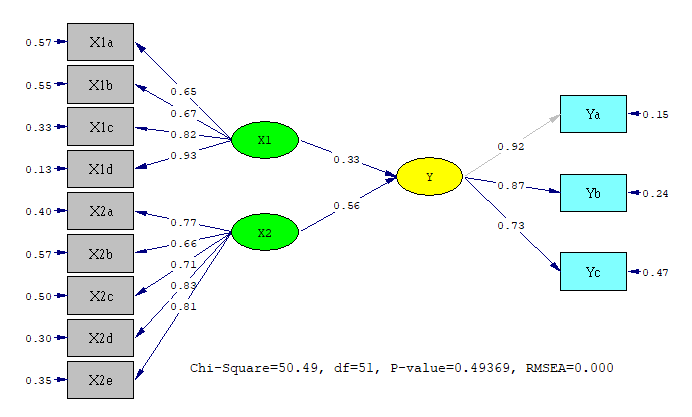 0.57 X1a
0.65
0.55 X1b
0.67
Ya 0.15
0.33 X1c
0.82
X1
0.92
0.33
0.13 X1d
0.93
Y
0.87
Yb 0.24
0.40 X2a
0.77
0.56
0.73
X2
0.57 X2b
0.66
0.71
Yc 0.47
0.50 X2c
0.83
0.81
0.30 X2d
Chi-Square=50.49, df=51, P-value=0.49369, RMSEA=0.000
0.35 X2e